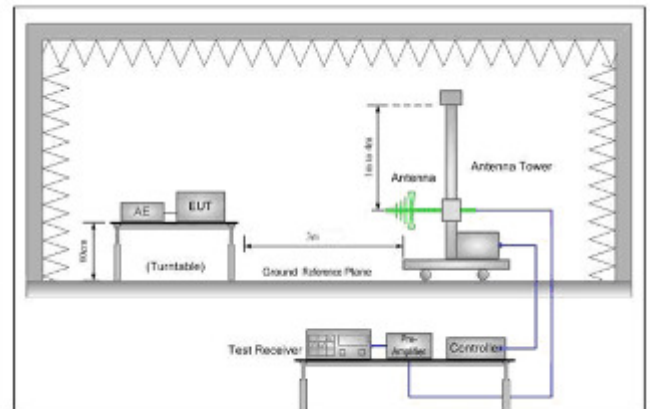 1m to 4m
Antenna Tower
Antenna
EUT
AE
3m
80cm
(Turntable)
Ground Reference Plane
Test Receiver
Pre-
Amplifier
Controller